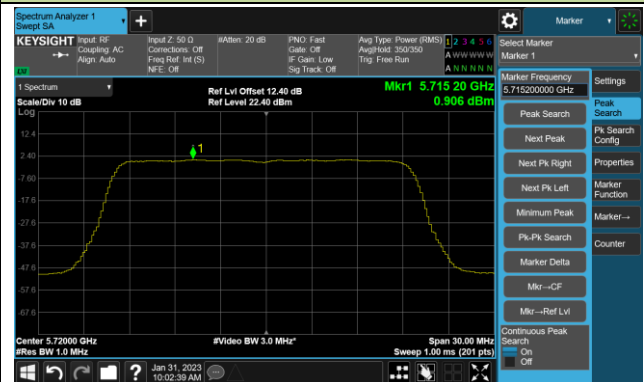 Spectrum Analyzer 1
Swept SA
+
Marker
KEYSIGHT
Input: RF
Coupling: AC
Align: Auto
Input Z: 50 Ω
Corrections: Off
Freq Ref: Int (S)
NFE: Off
#Atten: 20 dB
PNO: Fast
Gate: Off
IF Gain: Low
Sig Track: Off
Avg Type: Power (RMS)
Avg|Hold: 350/350
Trig: Free Run
1 2 3 4 5 6
A W W W W W
A N N N N N
LXI
Select Marker
Marker 1
1 Spectrum
Scale/Div 10 dB
Log
Ref Lvl Offset 12.40 dB
Ref Level 22.40 dBm
Mkr1 5.715 20 GHz
0.906 dBm
12.4
2.40
-7.60
-17.6
-27.6
-37.6
-47.6
-57.6
-67.6
1
Center 5.72000 GHz
#Res BW 1.0 MHz
#Video BW 3.0 MHz*
Span 30.00 MHz
Sweep 1.00 ms (201 pts)
Marker Frequency
5.715200000 GHz
Peak Search
Next Peak
Next Pk Right
Next Pk Left
Minimum Peak
Pk-Pk Search
Marker Delta
Mkr→CF
Mkr→Ref Lvl
Continuous Peak
Search
On
Off
Settings
Peak
Search
Pk Search
Config
Properties
Marker
Function
Marker→
Counter
?
Jan 31, 2023
10:02:39 AM